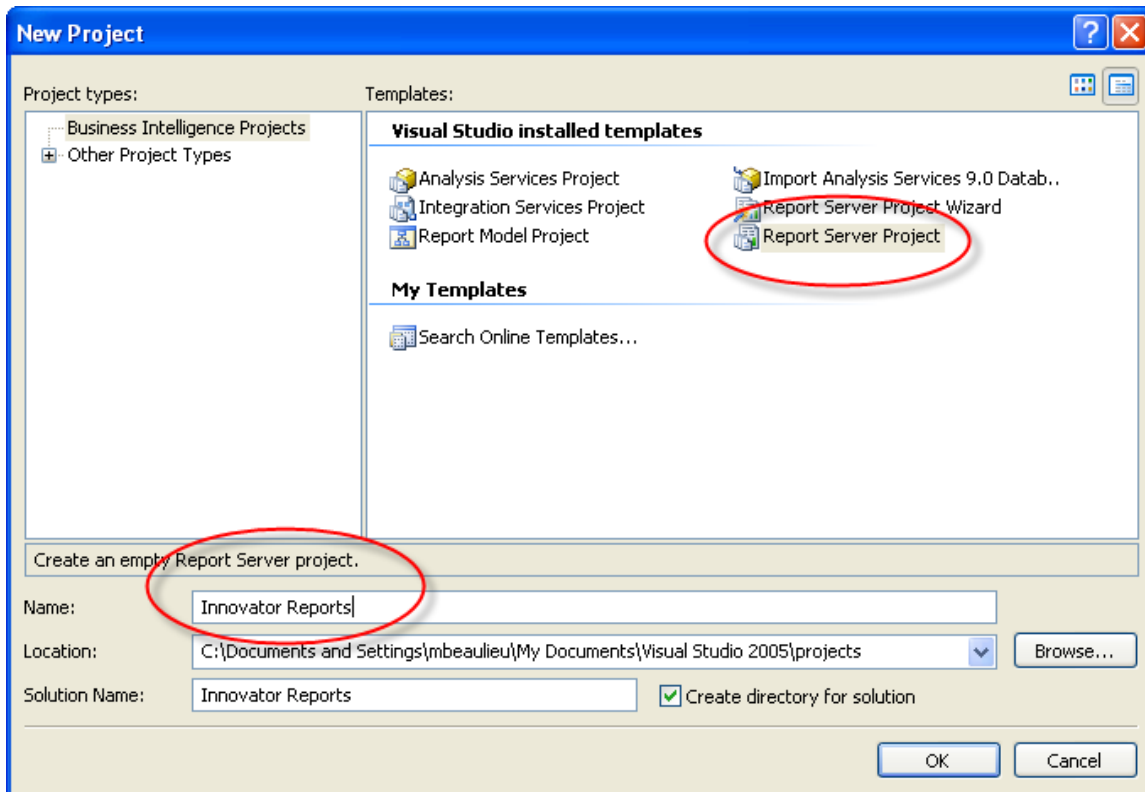 New Project
Project types:
Templates:
Business Intelligence Projects
Other Project Types
Visual Studio installed templates
Analysis Services Project
Import Analysis Services 9.0 Datab..
Integration Services Project
Report Server Project Wizard
Report Model Project
Report Server Project
My Templates
Search Online Templates...
Create an empty Report Server project.
Name:
Innovator Reports
Location:
C:\Documents and Settings\mbeaulieu\My Documents\Visual Studio 2005\projects
Browse...
Solution Name:
Innovator Reports
Create directory for solution
OK
Cancel